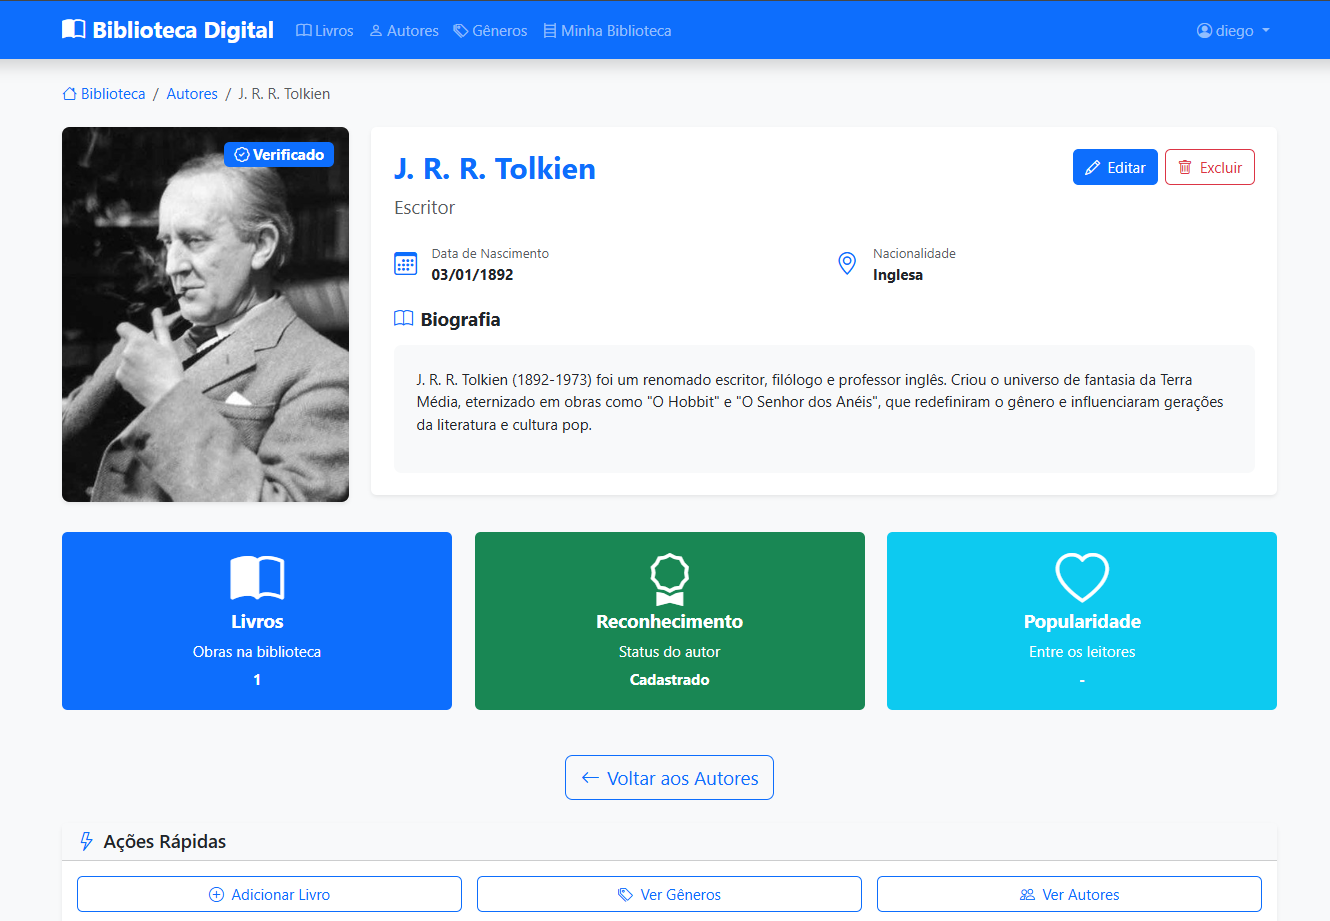 Biblioteca Digital Livros Autores Gêneros Minha Biblioteca diego
Biblioteca / Autores / J. R. R. Tolkien
Verificado
J. R. R. Tolkien
Editar Excluir
Escritor
Data de Nascimento
03/01/1892
Nacionalidade
Inglesa
Biografia
J. R. R. Tolkien (1892-1973) foi um renomado escritor, filólogo e professor inglês. Criou o universo de fantasia da Terra
Média, eternizado em obras como "O Hobbit" e "O Senhor dos Anéis", que redefiniram o gênero e influenciaram gerações
da literatura e cultura pop.
Livros
Obras na biblioteca
1
Reconhecimento
Status do autor
Cadastrado
Popularidade
Entre os leitores
-
Voltar aos Autores
Ações Rápidas
Adicionar Livro Ver Gêneros Ver Autores